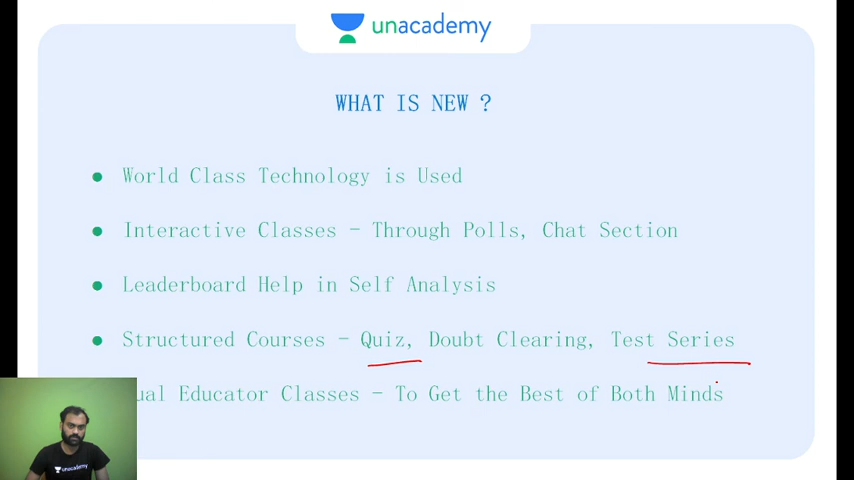 unacademy
WHAT IS NEW ?
World Class Technology is Used
Interactive Classes - Through Polls, Chat Section
Leaderboard Help in Self Analysis
Structured Courses - Quiz, Doubt Clearing, Test Series
Educator Classes - To Get the Best of Both Minds
unacademy